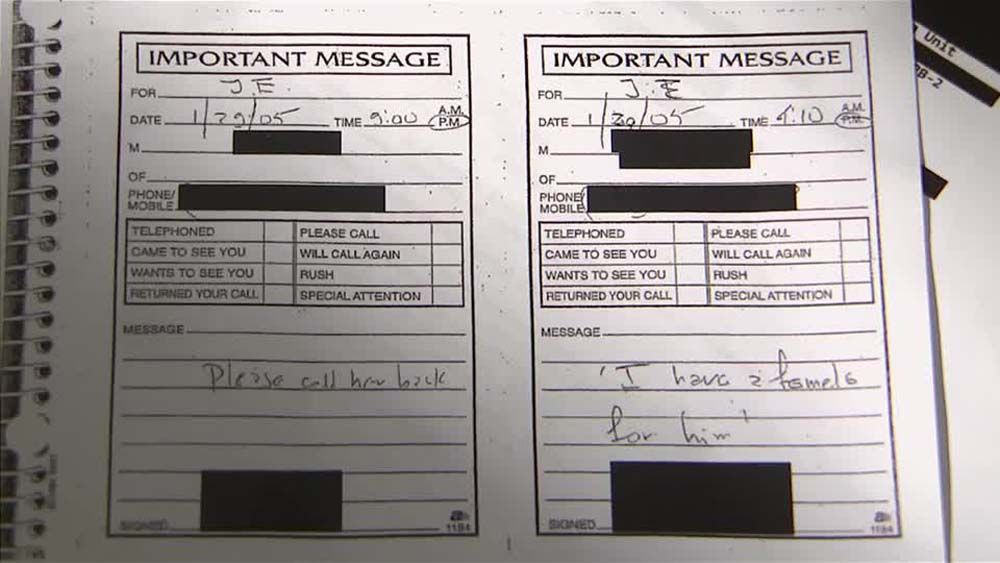 IMPORTANT MESSAGE
FOR J.E.
DATE 1/29/05 TIME 9:00 A.M. P.M.
M
OF
PHONE/
MOBILE
TELEPHONED PLEASE CALL
CAME TO SEE YOU WILL CALL AGAIN
WANTS TO SEE YOU RUSH
RETURNED YOUR CALL SPECIAL ATTENTION
MESSAGE
Please call her back
SIGNED
1184
IMPORTANT MESSAGE
FOR J.E
DATE 1/ /05 TIME :10 A.M. P.M.
M
OF
PHONE/
MOBILE
TELEPHONED PLEASE CALL
CAME TO SEE YOU WILL CALL AGAIN
WANTS TO SEE YOU RUSH
RETURNED YOUR CALL SPECIAL ATTENTION
MESSAGE
'I have a female
for him'
SIGNED
1184
Unit
B-2